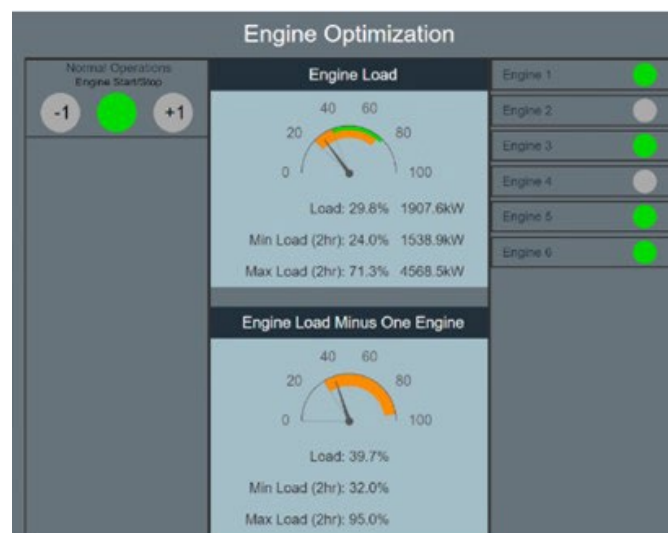 Engine Optimization
Normal Operations
Engine Start/Stop
-1
+1
Engine Load
0
20
40
60
80
100
Load: 29.8% 1907.6kW
Min Load (2hr): 24.0% 1538.9kW
Max Load (2hr): 71.3% 4568.5kW
Engine Load Minus One Engine
0
20
40
60
80
100
Load: 39.7%
Min Load (2hr): 32.0%
Max Load (2hr): 95.0%
Engine 1
Engine 2
Engine 3
Engine 4
Engine 5
Engine 6